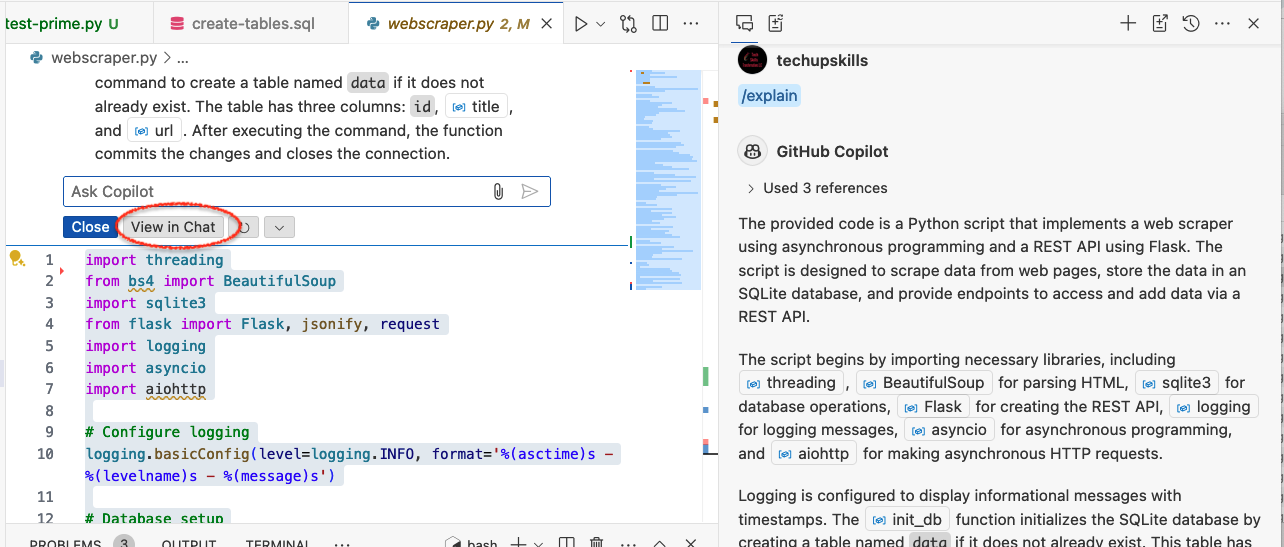 test-prime.py U
create-tables.sql
webscraper.py 2, M
webscraper.py > ...
command to create a table named data if it does not
already exist. The table has three columns: id, title,
and url. After executing the command, the function
commits the changes and closes the connection.
Ask Copilot
Close View in Chat
1 import threading
2 from bs4 import BeautifulSoup
3 import sqlite3
4 from flask import Flask, jsonify, request
5 import logging
6 import asyncio
7 import aiohttp
8
9 # Configure logging
10 logging.basicConfig(level=logging.INFO, format='%(asctime)s -
%(levelname)s - %(message)s')
11
12 # Database setup
PROBLEMS 3 OUTPUT TERMINAL ... bash
techupskills
/explain
GitHub Copilot
> Used 3 references
The provided code is a Python script that implements a web scraper
using asynchronous programming and a REST API using Flask. The
script is designed to scrape data from web pages, store the data in an
SQLite database, and provide endpoints to access and add data via a
REST API.
The script begins by importing necessary libraries, including
threading, BeautifulSoup for parsing HTML, sqlite3 for
database operations, Flask for creating the REST API, logging
for logging messages, asyncio for asynchronous programming,
and aiohttp for making asynchronous HTTP requests.
Logging is configured to display informational messages with
timestamps. The init_db function initializes the SQLite database by
creating a table named data if it does not already exist. This table has